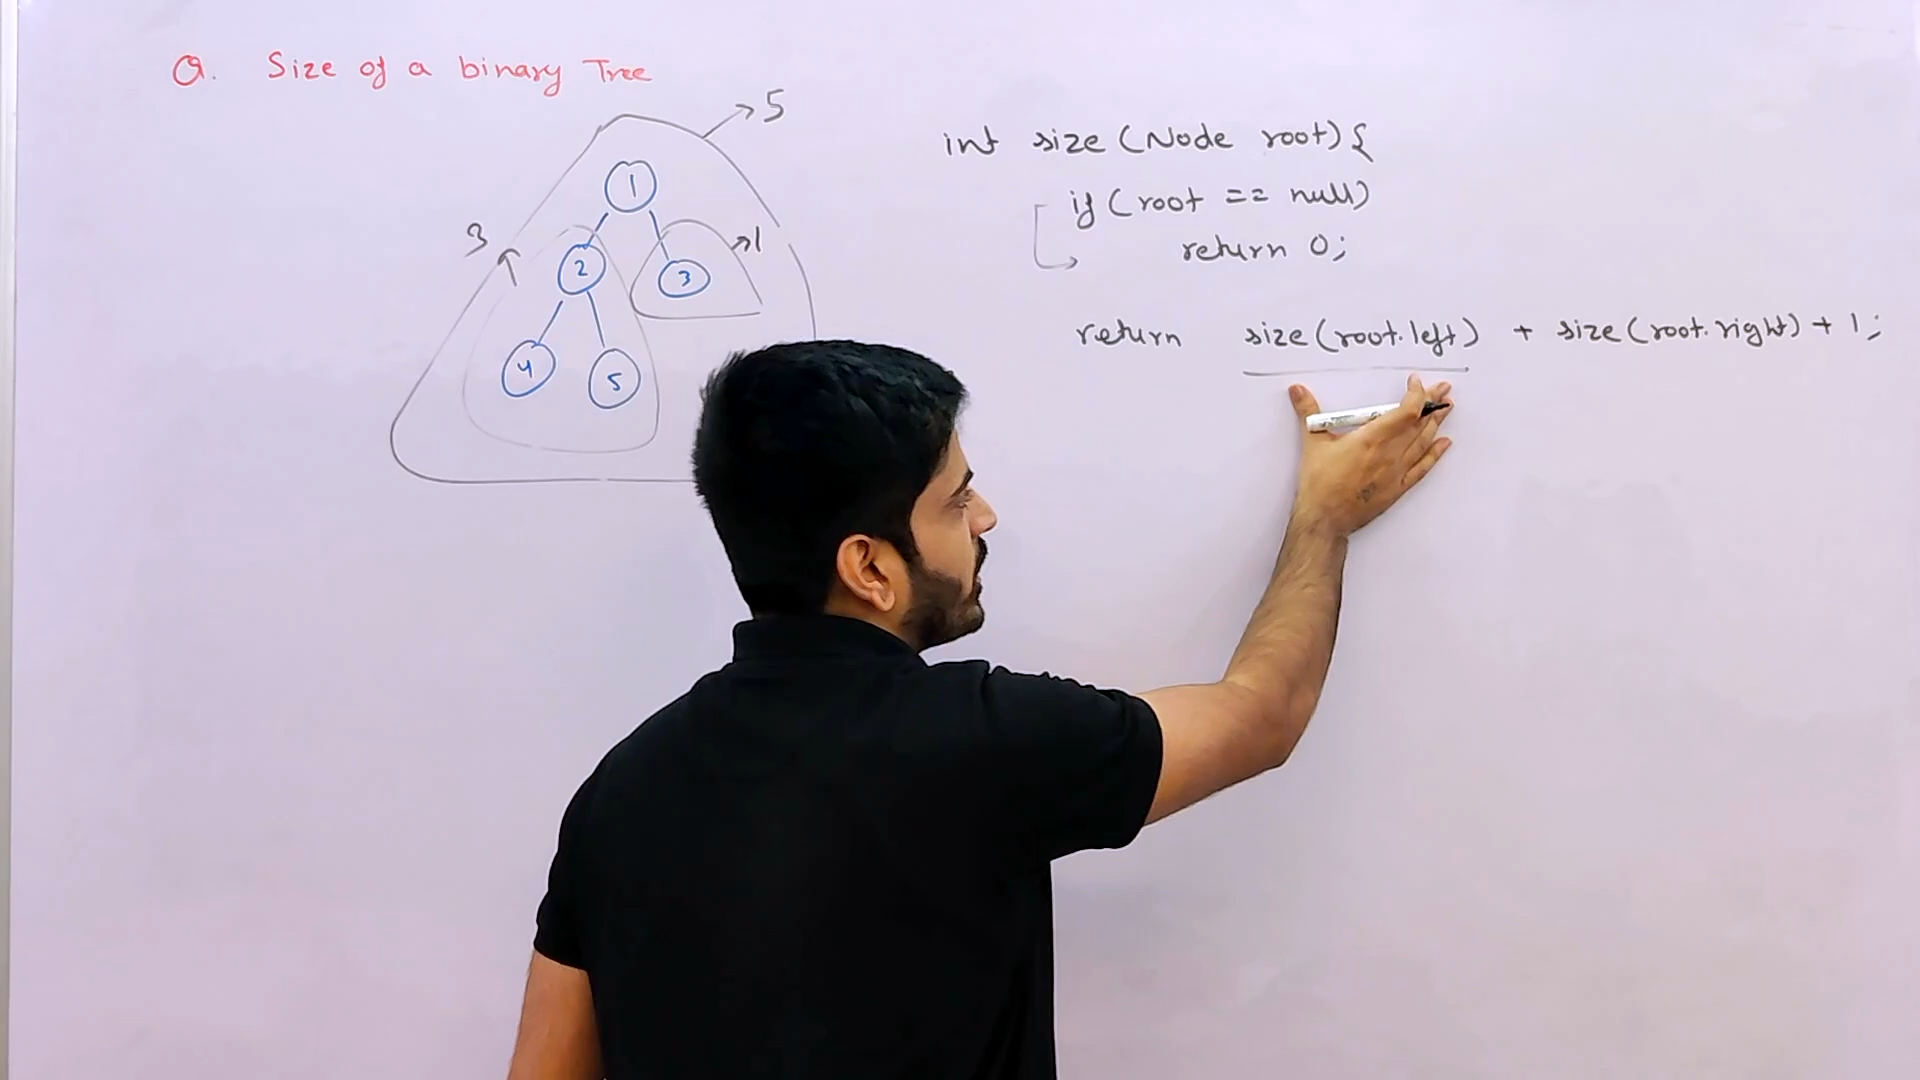 Q. Size of a binary Tree
5
1
3
1
2
3
4
5
int size (Node root) {
if (root == null)
return 0;
return size (root.left) + size (root.right) + 1;